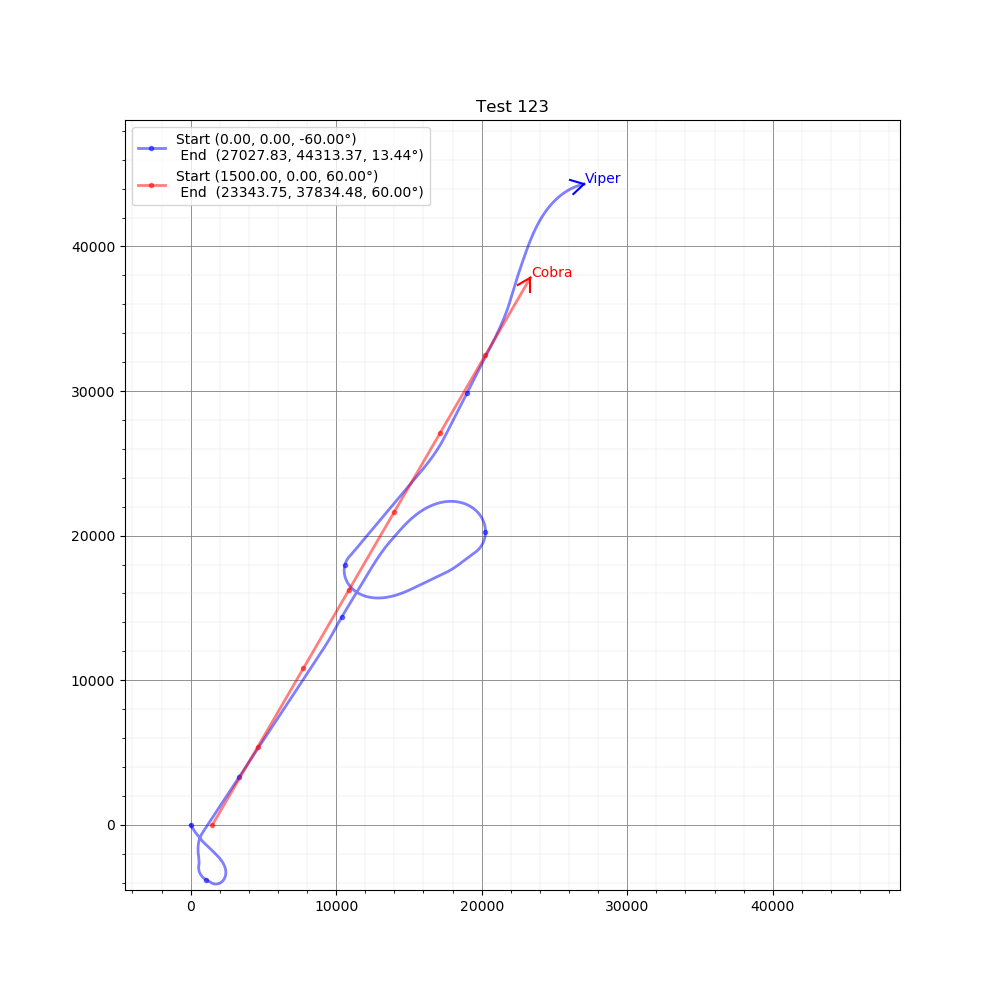 Test 123
Start (0.00, 0.00, -60.00°)
End (27027.83, 44313.37, 13.44°)
Start (1500.00, 0.00, 60.00°)
End (23343.75, 37834.48, 60.00°)
Viper
Cobra
40000
30000
20000
10000
0
0 10000 20000 30000 40000